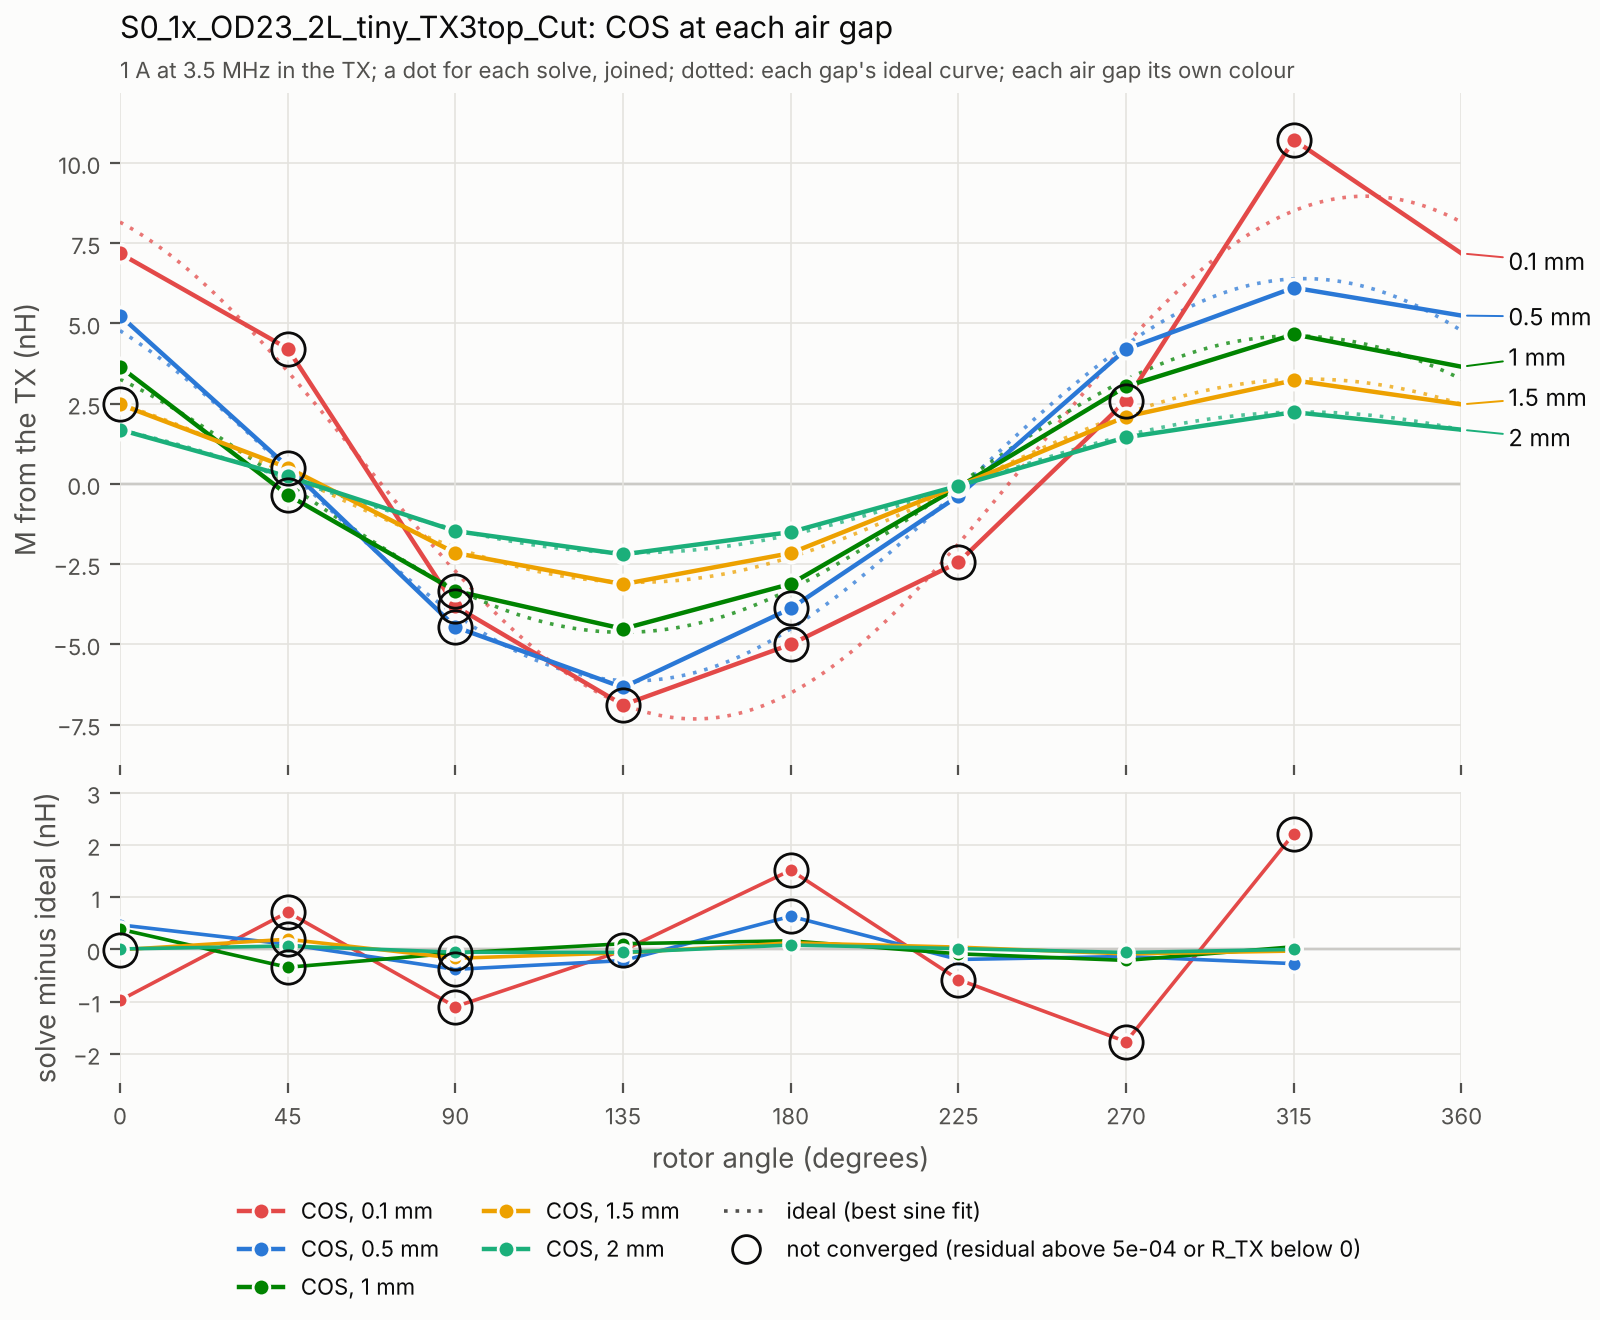 S0_1x_OD23_2L_tiny_TX3top_Cut: COS at each air gap
1 A at 3.5 MHz in the TX; a dot for each solve, joined; dotted: each gap's ideal curve; each air gap its own colour
M from the TX (nH)
10.0
7.5
5.0
2.5
0.0
−2.5
−5.0
−7.5
0.1 mm
0.5 mm
1 mm
1.5 mm
2 mm
solve minus ideal (nH)
3
2
1
0
−1
−2
0 45 90 135 180 225 270 315 360
rotor angle (degrees)
COS, 0.1 mm COS, 1.5 mm ideal (best sine fit)
COS, 0.5 mm COS, 2 mm not converged (residual above 5e-04 or R_TX below 0)
COS, 1 mm